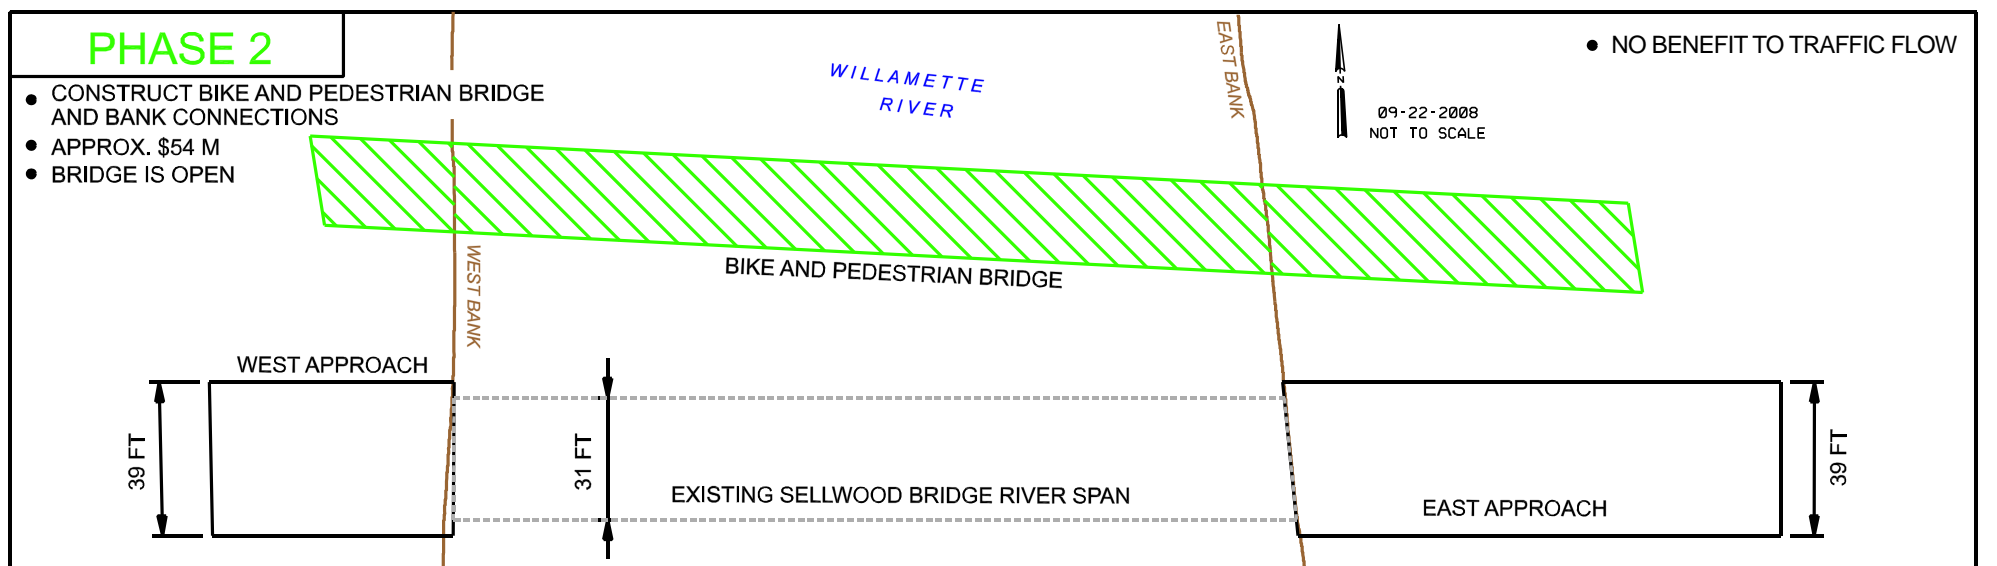 PHASE 2
● CONSTRUCT BIKE AND PEDESTRIAN BRIDGE
AND BANK CONNECTIONS
● APPROX. $54 M
● BRIDGE IS OPEN
WILLAMETTE
RIVER
EAST BANK
N
09-22-2008
NOT TO SCALE
● NO BENEFIT TO TRAFFIC FLOW
WEST BANK
BIKE AND PEDESTRIAN BRIDGE
WEST APPROACH
39 FT
31 FT
EXISTING SELLWOOD BRIDGE RIVER SPAN
EAST APPROACH
39 FT